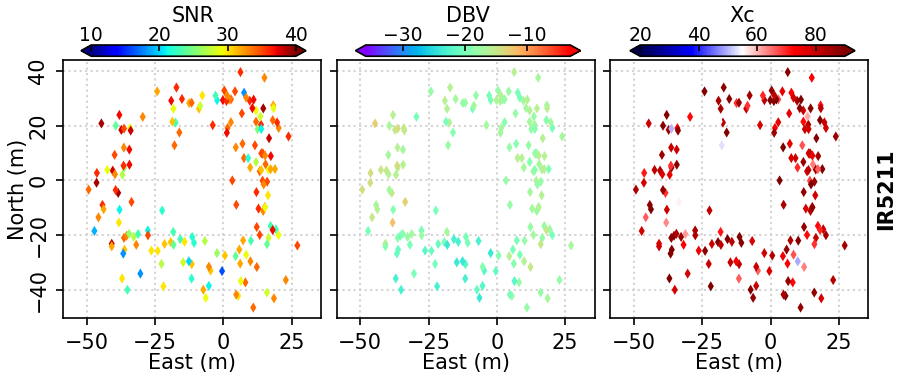 SNR DBV Xc
10 20 30 40 −30 −20 −10 20 40 60 80
40
20
0
−20
−40
North (m)
IR5211
−50 −25 0 25 −50 −25 0 25 −50 −25 0 25
East (m) East (m) East (m)